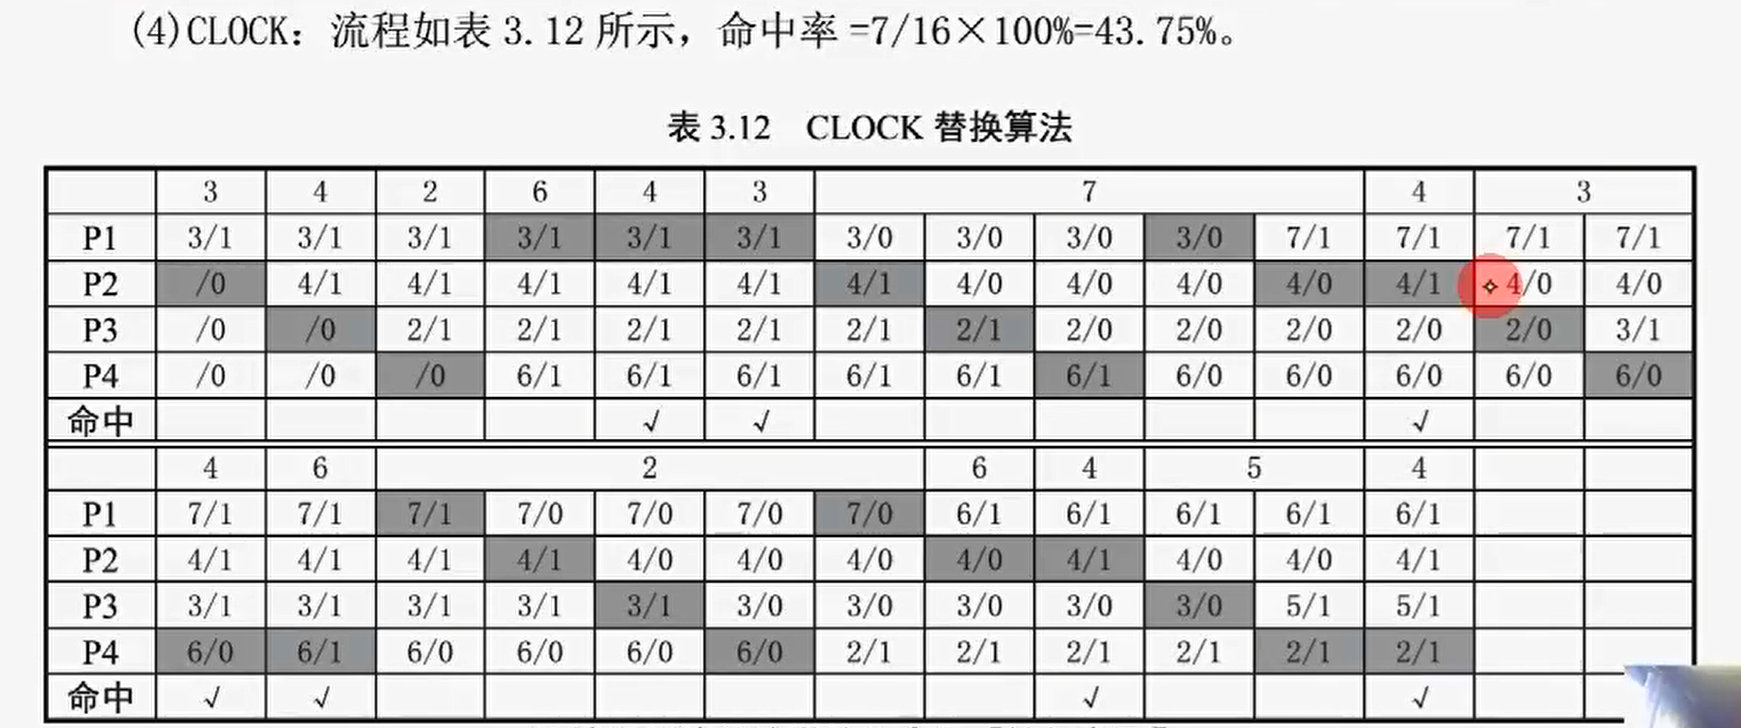 (4)CLOCK：流程如表 3.12 所示，命中率 =7/16×100%=43.75%。
表 3.12 CLOCK 替换算法
3 4 2 6 4 3 7 4 3
P1 3/1 3/1 3/1 3/1 3/1 3/1 3/0 3/0 3/0 3/0 7/1 7/1 7/1 7/1
P2 /0 4/1 4/1 4/1 4/1 4/1 4/1 4/0 4/0 4/0 4/0 4/1 4/0 4/0
P3 /0 /0 2/1 2/1 2/1 2/1 2/1 2/1 2/0 2/0 2/0 2/0 2/0 3/1
P4 /0 /0 /0 6/1 6/1 6/1 6/1 6/1 6/1 6/0 6/0 6/0 6/0 6/0
命中 √ √ √
4 6 2 6 4 5 4
P1 7/1 7/1 7/1 7/0 7/0 7/0 7/0 6/1 6/1 6/1 6/1 6/1
P2 4/1 4/1 4/1 4/1 4/0 4/0 4/0 4/0 4/1 4/0 4/0 4/1
P3 3/1 3/1 3/1 3/1 3/1 3/0 3/0 3/0 3/0 3/0 5/1 5/1
P4 6/0 6/1 6/0 6/0 6/0 6/0 2/1 2/1 2/1 2/1 2/1 2/1
命中 √ √ √ √